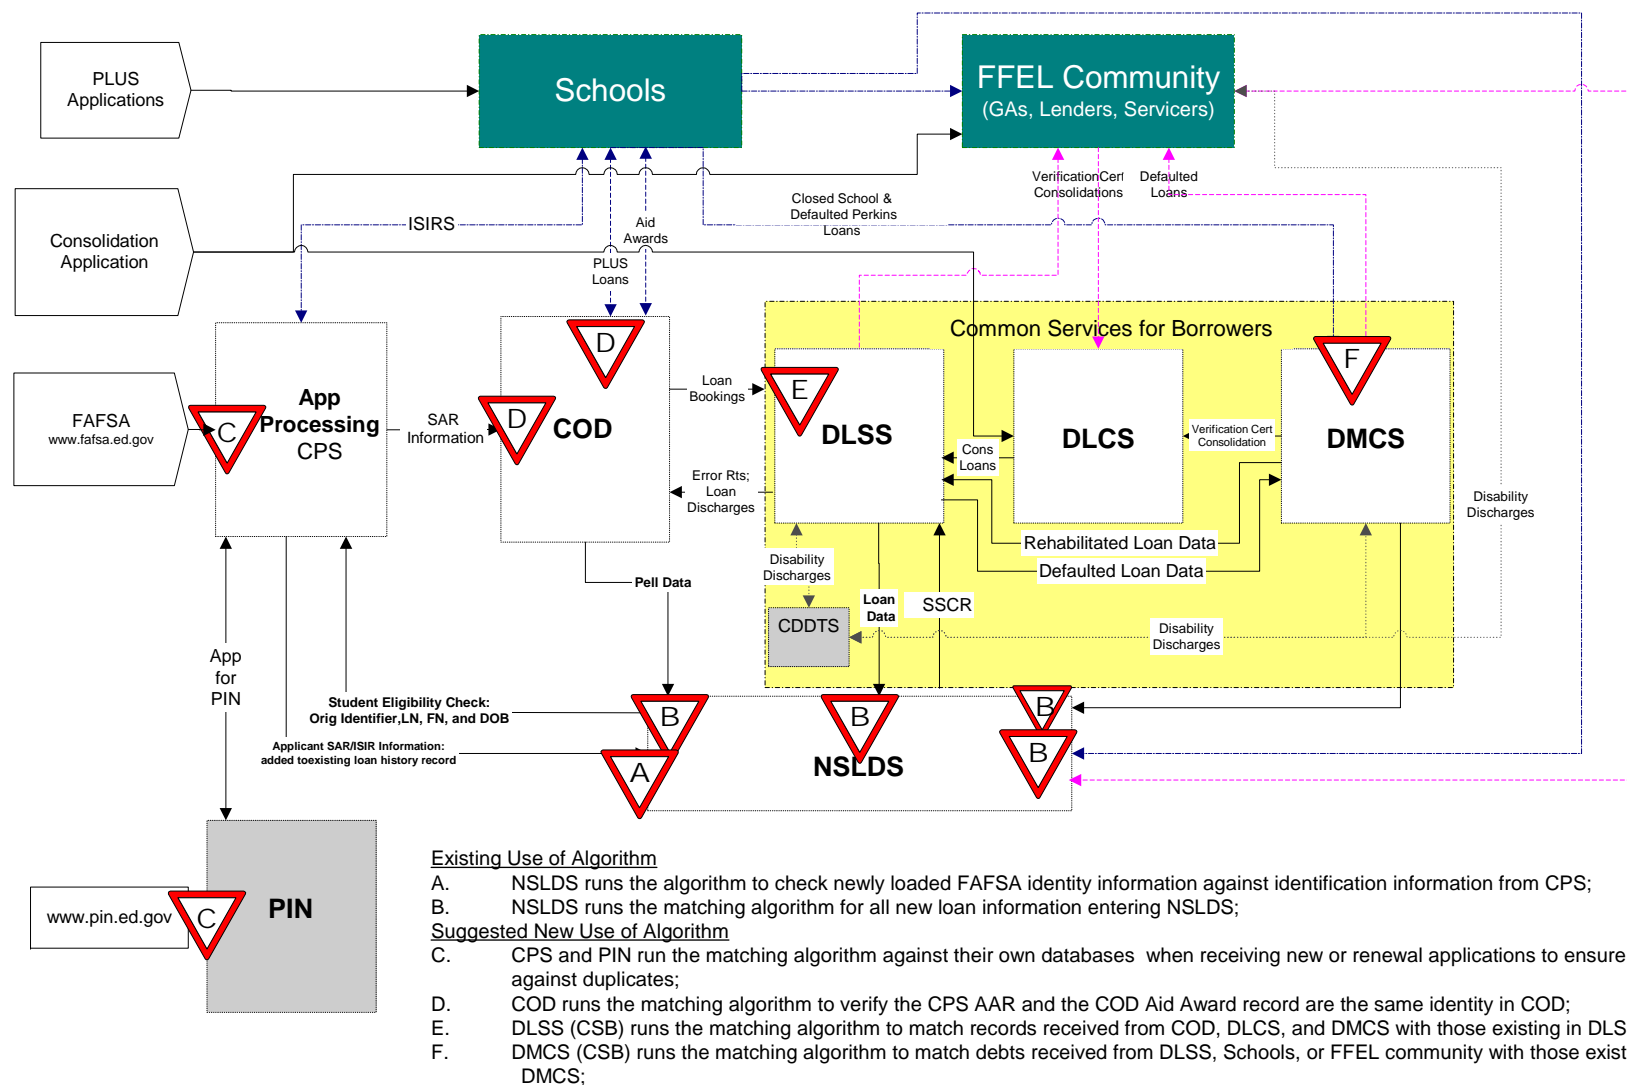 PLUS
Applications
Schools
FFEL Community
(GAs, Lenders, Servicers)
VerificationCert
Consolidations
Defaulted
Loans
Closed School &
Defaulted Perkins
Loans
ISIRS
Aid
Awards
PLUS
Loans
Consolidation
Application
Common Services for Borrowers
D
F
E
FAFSA
www.fafsa.ed.gov
C
App
Processing
CPS
SAR
Information
D
COD
Loan
Bookings
DLSS
Cons
Loans
DLCS
Verification Cert
Consolidation
DMCS
Error Rts;
Loan
Discharges
Disability
Discharges
Rehabilitated Loan Data
Defaulted Loan Data
Disability
Discharges
Pell Data
Loan
Data
SSCR
CDDTS
Disability
Discharges
App
for
PIN
Student Eligibility Check:
Orig Identifier,LN, FN, and DOB
Applicant SAR/ISIR Information:
added toexisting loan history record
B
B
B
B
A
NSLDS
PIN
www.pin.ed.gov
C
Existing Use of Algorithm
A. NSLDS runs the algorithm to check newly loaded FAFSA identity information against identification information from CPS;
B. NSLDS runs the matching algorithm for all new loan information entering NSLDS;
Suggested New Use of Algorithm
C. CPS and PIN run the matching algorithm against their own databases when receiving new or renewal applications to ensure
against duplicates;
D. COD runs the matching algorithm to verify the CPS AAR and the COD Aid Award record are the same identity in COD;
E. DLSS (CSB) runs the matching algorithm to match records received from COD, DLCS, and DMCS with those existing in DLS
F. DMCS (CSB) runs the matching algorithm to match debts received from DLSS, Schools, or FFEL community with those exist
DMCS;